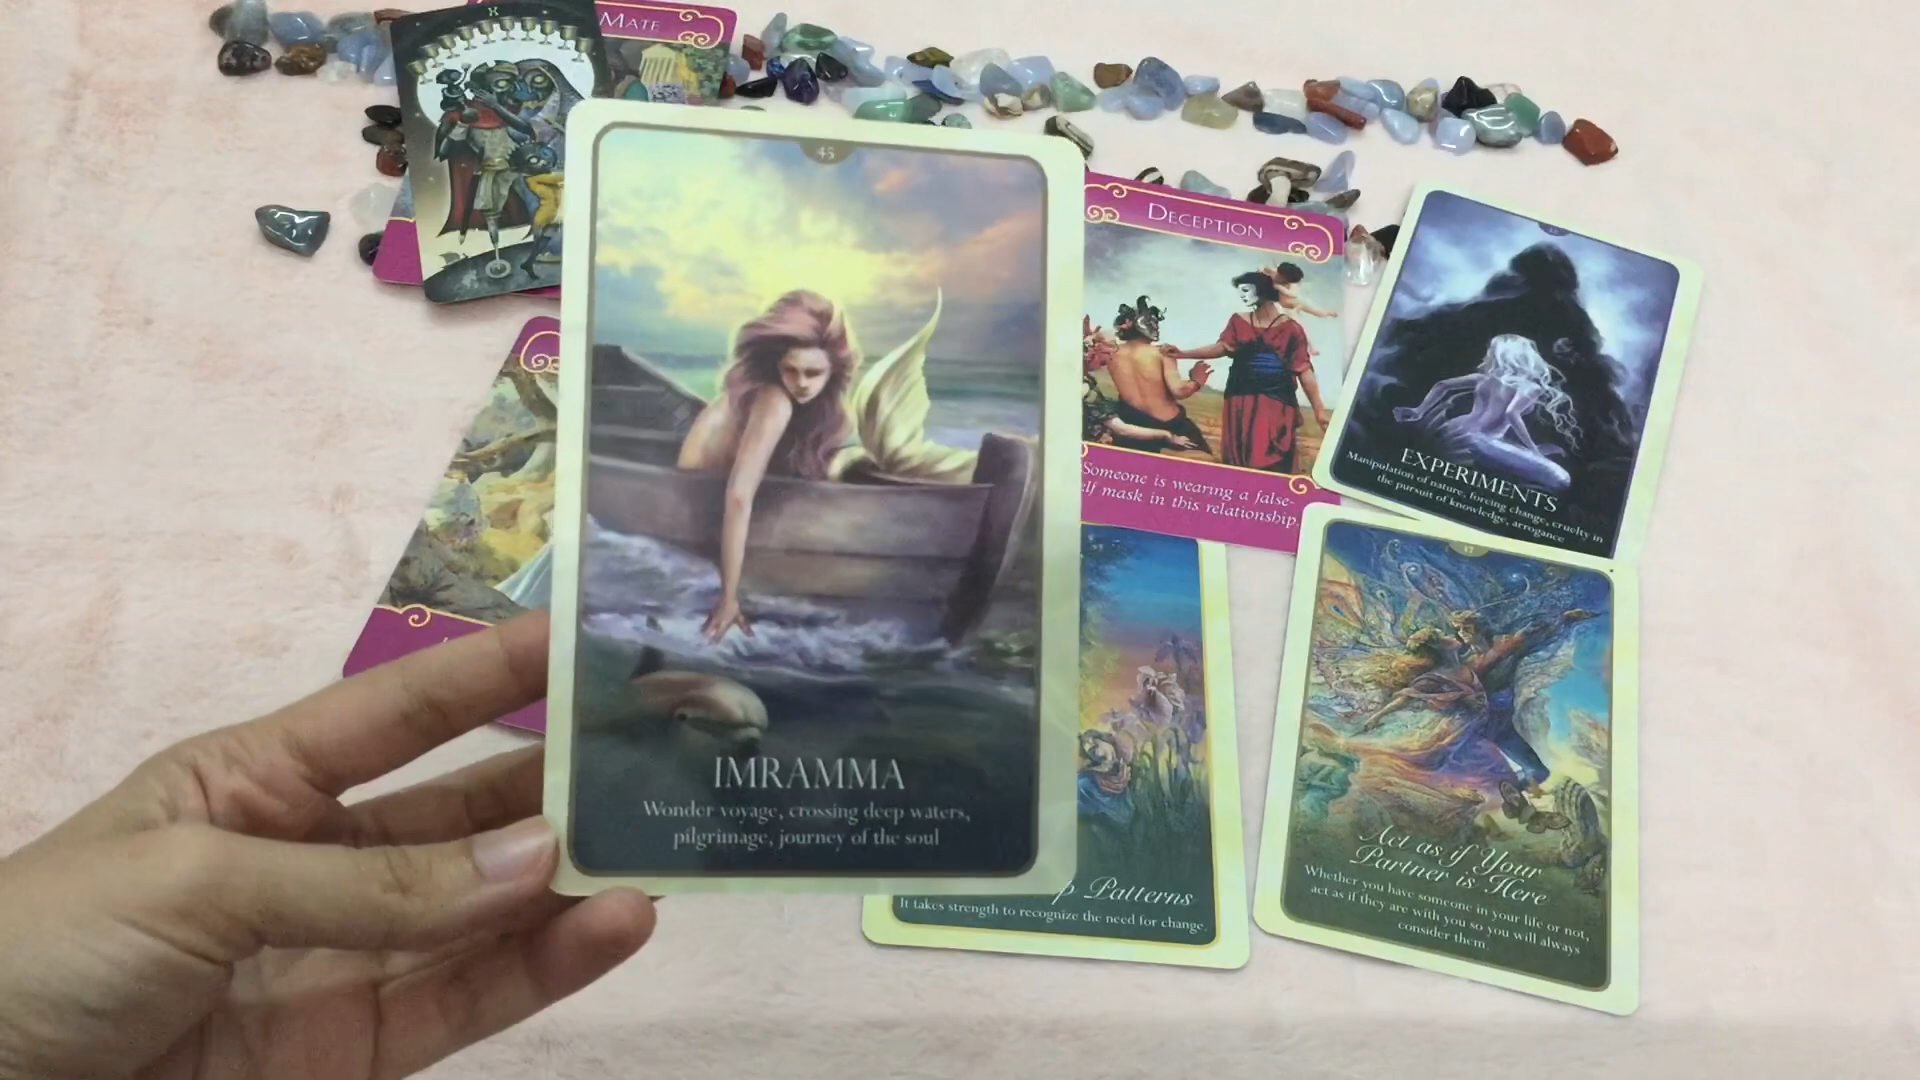 X
MATE
45
IMRAMMA
Wonder voyage, crossing deep waters,
pilgrimage, journey of the soul
DECEPTION
Someone is wearing a false-
self mask in this relationship.
EXPERIMENTS
Manipulation of nature, forcing change, cruelty in
the pursuit of knowledge, arrogance
Patterns
It takes strength to recognize the need for change.
37
Act as if Your
Partner is Here
Whether you have someone in your life or not,
act as if they are with you so you will always
consider them.